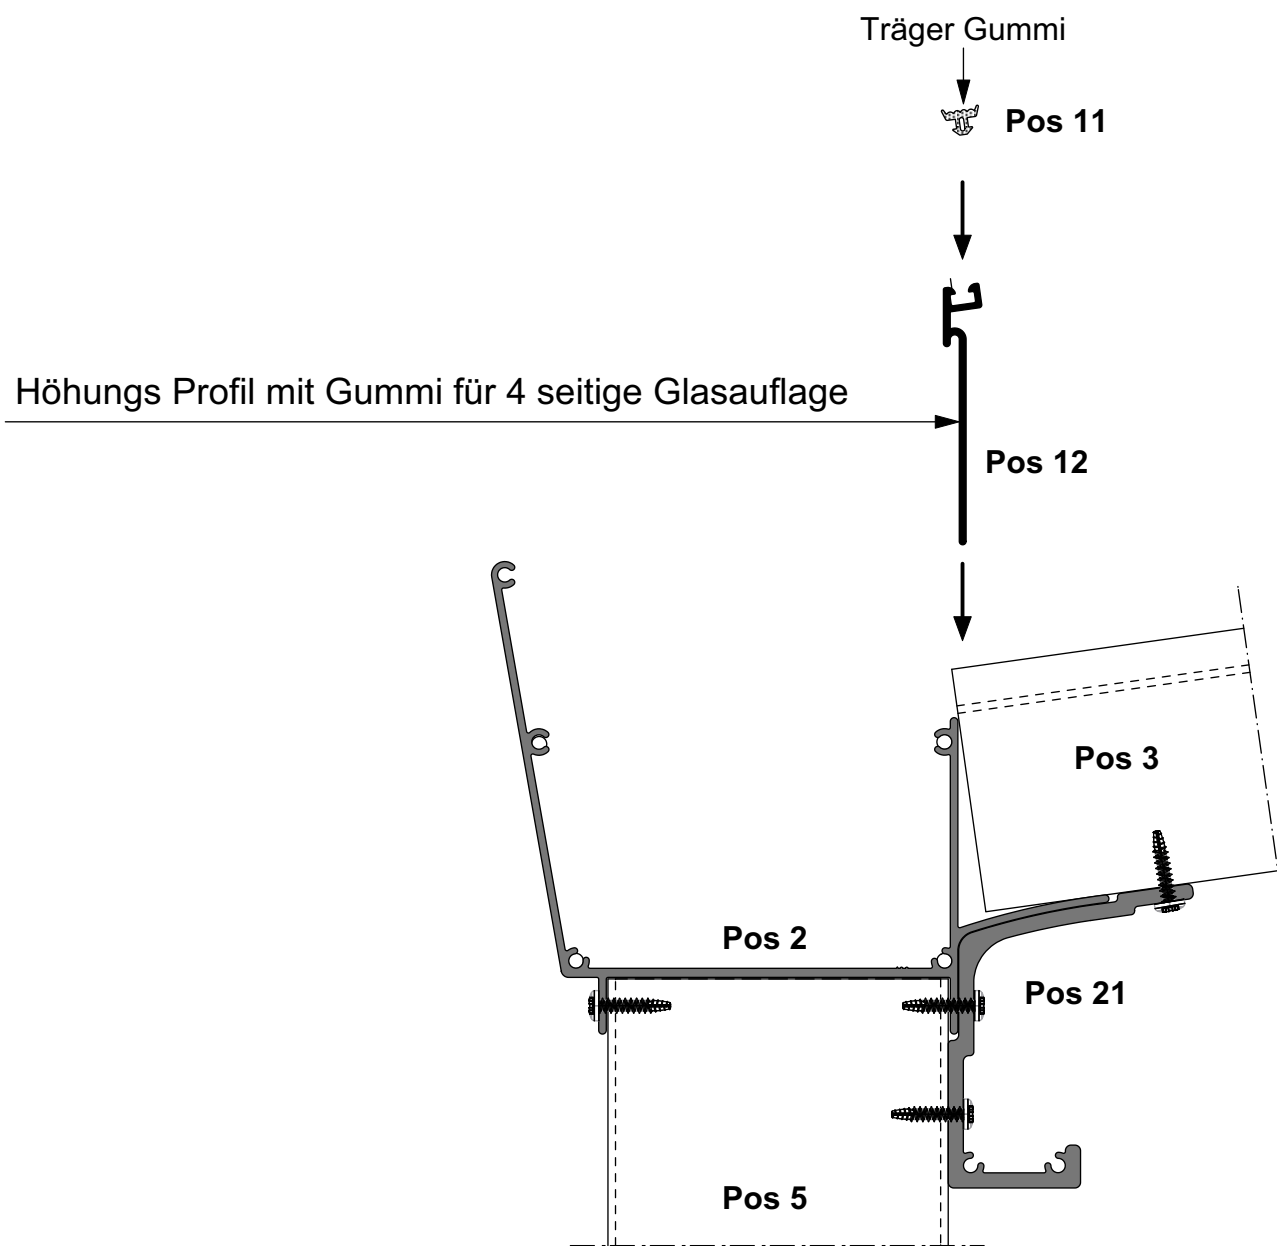 Träger Gummi
Pos 11
Höhungs Profil mit Gummi für 4 seitige Glasauflage
Pos 12
Pos 3
Pos 2
Pos 21
Pos 5